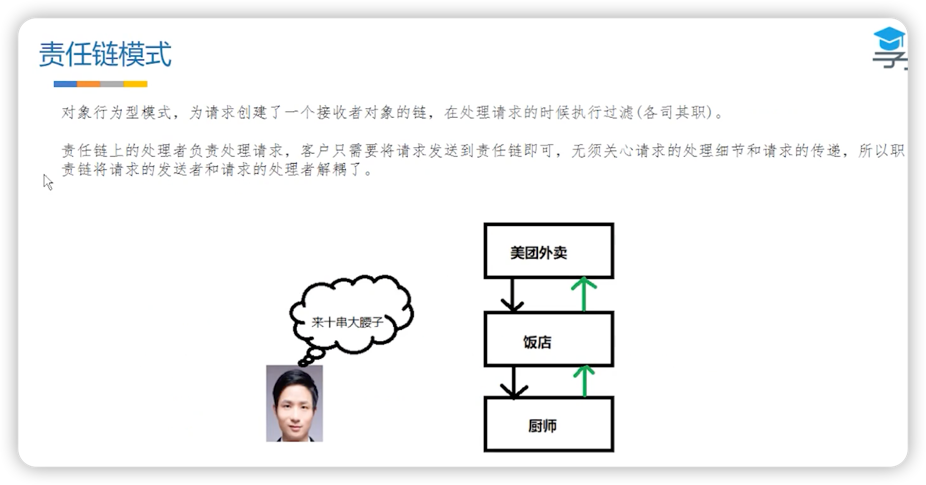 责任链模式
对象行为型模式，为请求创建了一个接收者对象的链，在处理请求的时候执行过滤(各司其职)。
责任链上的处理者负责处理请求，客户只需要将请求发送到责任链即可，无须关心请求的处理细节和请求的传递，所以职
责链将请求的发送者和请求的处理者解耦了。
美团外卖
来十串大腰子
饭店
厨师